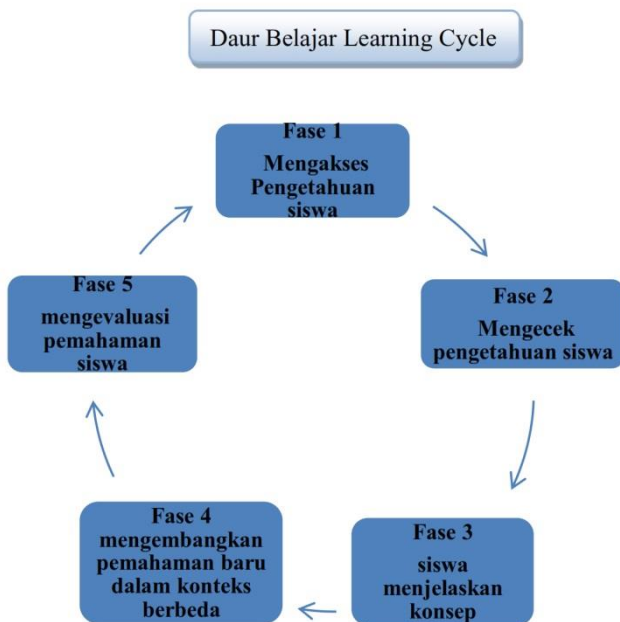 Daur Belajar Learning Cycle
Fase 1
Mengakses
Pengetahuan
siswa
Fase 2
Mengecek
pengetahuan siswa
Fase 3
siswa
menjelaskan
konsep
Fase 4
mengembangkan
pemahaman baru
dalam konteks
berbeda
Fase 5
mengevaluasi
pemahaman
siswa